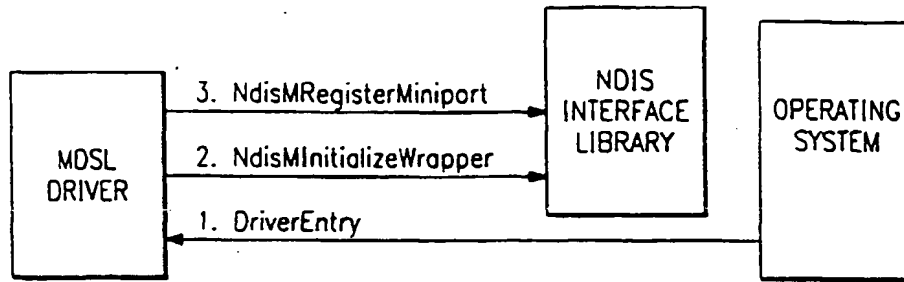 MDSL
DRIVER
3. NdisMRegisterMiniport
2. NdisMInitializeWrapper
1. DriverEntry
NDIS
INTERFACE
LIBRARY
OPERATING
SYSTEM